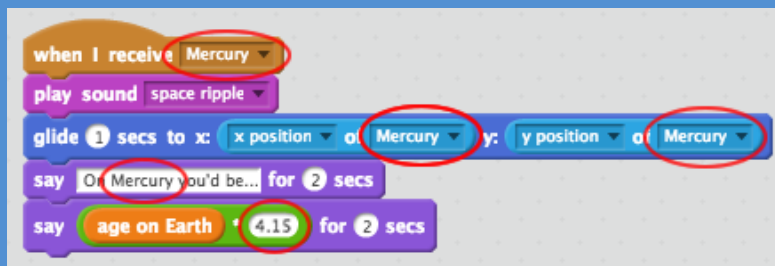 when I receive Mercury
play sound space ripple
glide 1 secs to x: x position of Mercury y: y position of Mercury
say On Mercury you'd be... for 2 secs
say age on Earth * 4.15 for 2 secs